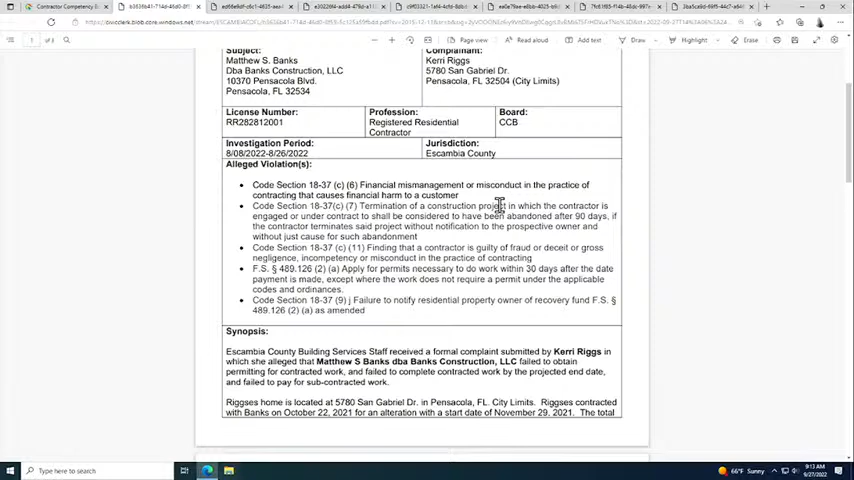 Contractor Competency B
Page view
Read aloud
Add text
Draw
Highlight
Erase
Share
Subject:
Matthew S. Banks
Dba Banks Construction, LLC
10370 Pensacola Blvd.
Pensacola, FL 32534
Complainant:
Kerri Riggs
5780 San Gabriel Dr.
Pensacola, FL 32504 (City Limits)
License Number:
RR282812001
Profession:
Registered Residential
Contractor
Board:
CCB
Investigation Period:
8/08/2022-8/26/2022
Jurisdiction:
Escambia County
Alleged Violation(s):
• Code Section 18-37 (c) (6) Financial mismanagement or misconduct in the practice of
contracting that causes financial harm to a customer
• Code Section 18-37(c) (7) Termination of a construction project in which the contractor is
engaged or under contract to shall be considered to have been abandoned after 90 days, if
the contractor terminates said project without notification to the prospective owner and
without just cause for such abandonment
• Code Section 18-37 (c) (11) Finding that a contractor is guilty of fraud or deceit or gross
negligence, incompetency or misconduct in the practice of contracting
• F.S. § 489.126 (2) (a) Apply for permits necessary to do work within 30 days after the date
payment is made, except where the work does not require a permit under the applicable
codes and ordinances.
• Code Section 18-37 (9) j Failure to notify residential property owner of recovery fund F.S. §
489.126 (2) (a) as amended
Synopsis:
Escambia County Building Services Staff received a formal complaint submitted by Kerri Riggs in
which she alleged that Matthew S Banks dba Banks Construction, LLC failed to obtain
permitting for contracted work, and failed to complete contracted work by the projected end date,
and failed to pay for sub-contracted work.
Riggses home is located at 5780 San Gabriel Dr. in Pensacola, FL. City Limits. Riggses contracted
with Banks on October 22, 2021 for an alteration with a start date of November 29, 2021. The total
Type here to search
66°F Sunny
9:13 AM
9/27/2022